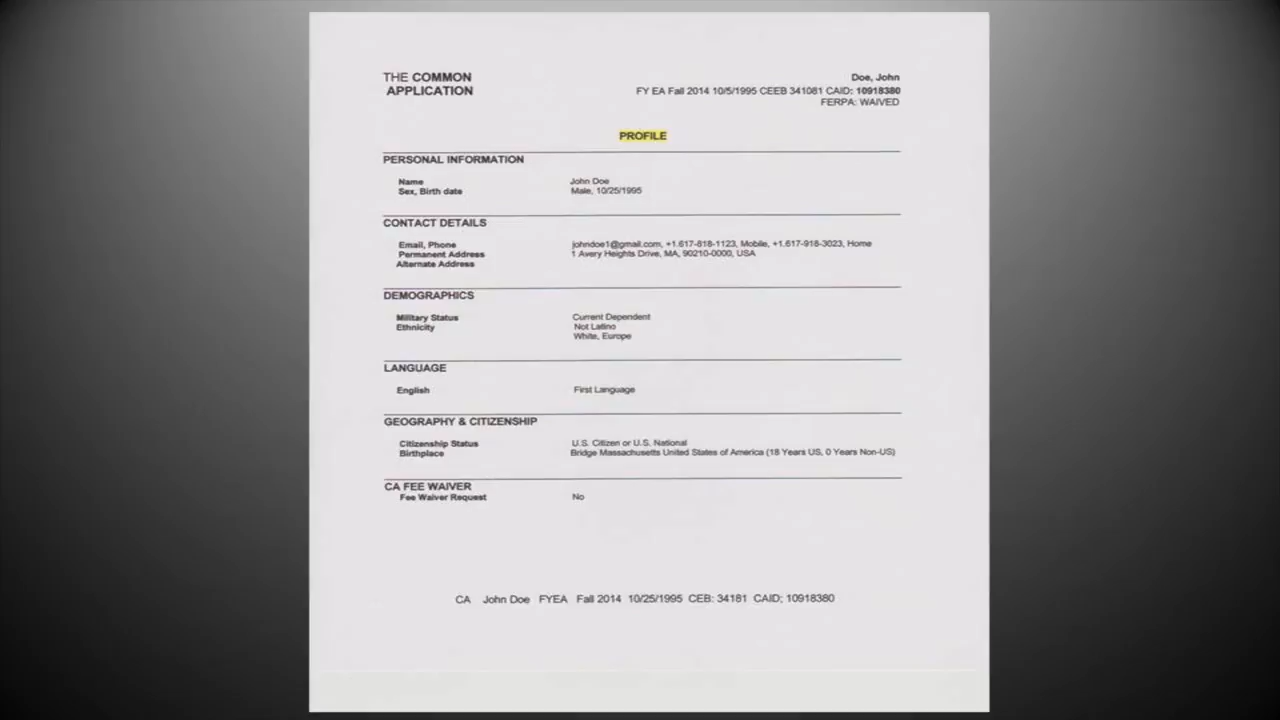 THE COMMON
APPLICATION
Doe, John
FY EA Fall 2014 10/5/1995 CEEB 341081 CAID: 10918380
FERPA: WAIVED
PROFILE
PERSONAL INFORMATION
Name John Doe
Sex, Birth date Male, 10/25/1995
CONTACT DETAILS
Email, Phone johndoe1@gmail.com, +1.617-818-1123, Mobile, +1.617-918-3023, Home
Permanent Address 1 Avery Heights Drive, MA, 90210-0000, USA
Alternate Address
DEMOGRAPHICS
Military Status Current Dependent
Ethnicity Not Latino
White, Europe
LANGUAGE
English First Language
GEOGRAPHY & CITIZENSHIP
Citizenship Status U.S. Citizen or U.S. National
Birthplace Bridge Massachusetts United States of America (18 Years US, 0 Years Non-US)
CA FEE WAIVER
Fee Waiver Request No
CA John Doe FYEA Fall 2014 10/25/1995 CEB: 34181 CAID; 10918380